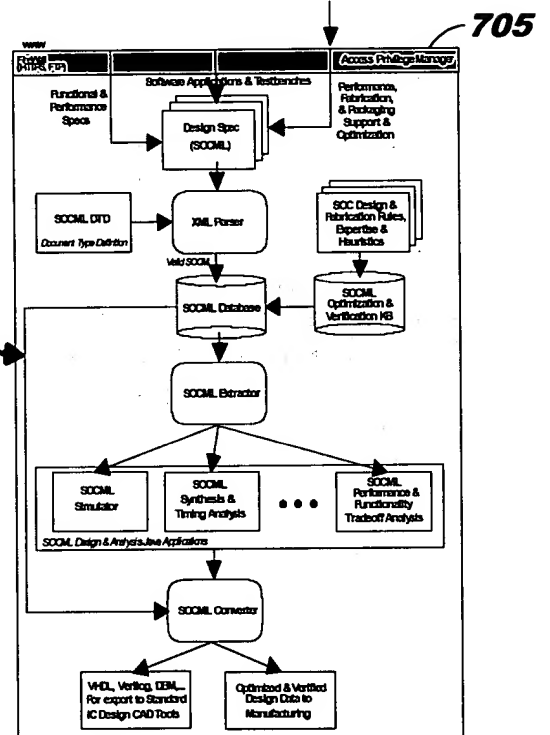 705
www
(HTTPS, FTP)
Access Privilege Manager
Software Applications & Testbenches
Functional &
Performance
Specs
Performance,
Fabrication,
& Packaging
Support &
Optimization
Design Spec
(SOCML)
SOCML DTD
Document Type Definition
XML Parser
SOC Design &
Fabrication Rules,
Expertise &
Heuristics
Valid SOCML
SOCML Database
SOCML
Optimization &
Verification KB
SOCML Extractor
SOCML
Simulator
SOCML
Synthesis &
Timing Analysis
SOCML
Performance &
Functionality
Tradeoff Analysis
SOCML Design & Analysis Java Applications
SOCML Converter
VHDL, Verilog, DBM,...
For export to Standard
IC Design CAD Tools
Optimized & Verified
Design Data to
Manufacturing